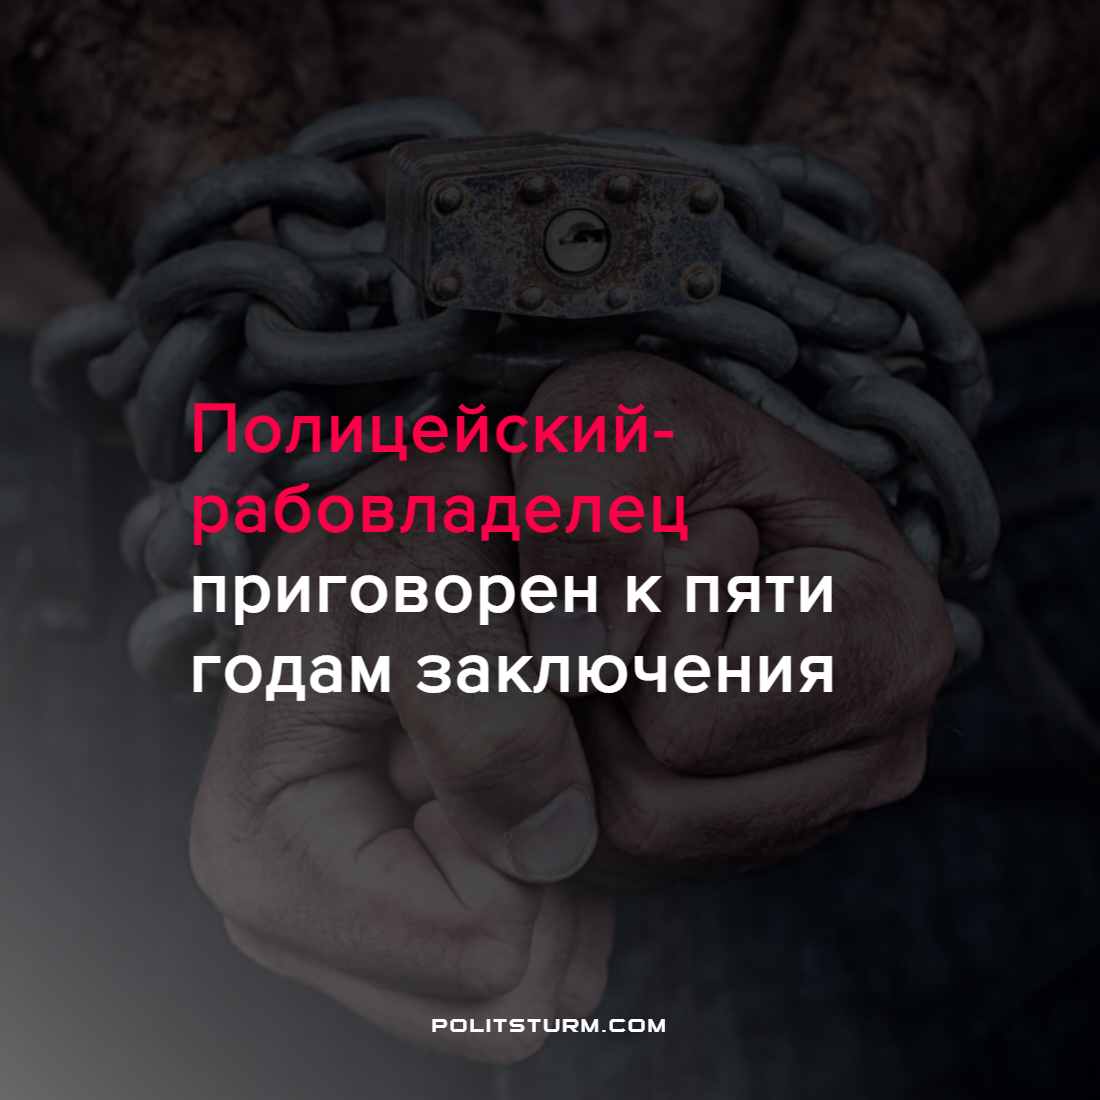 Полицейский-
рабовладелец
приговорен к пяти
годам заключения
POLITSTURM.COM